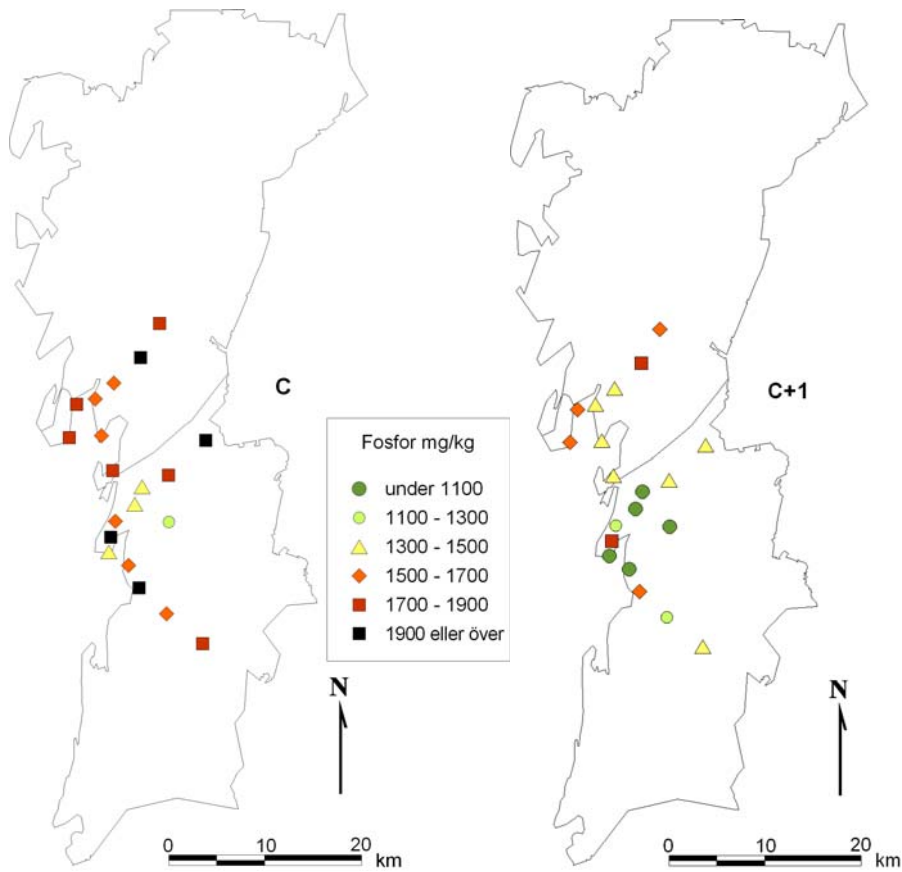 C
C+1
Fosfor mg/kg
under 1100
1100 - 1300
1300 - 1500
1500 - 1700
1700 - 1900
1900 eller över
N
N
0 10 20
km
0 10 20
km